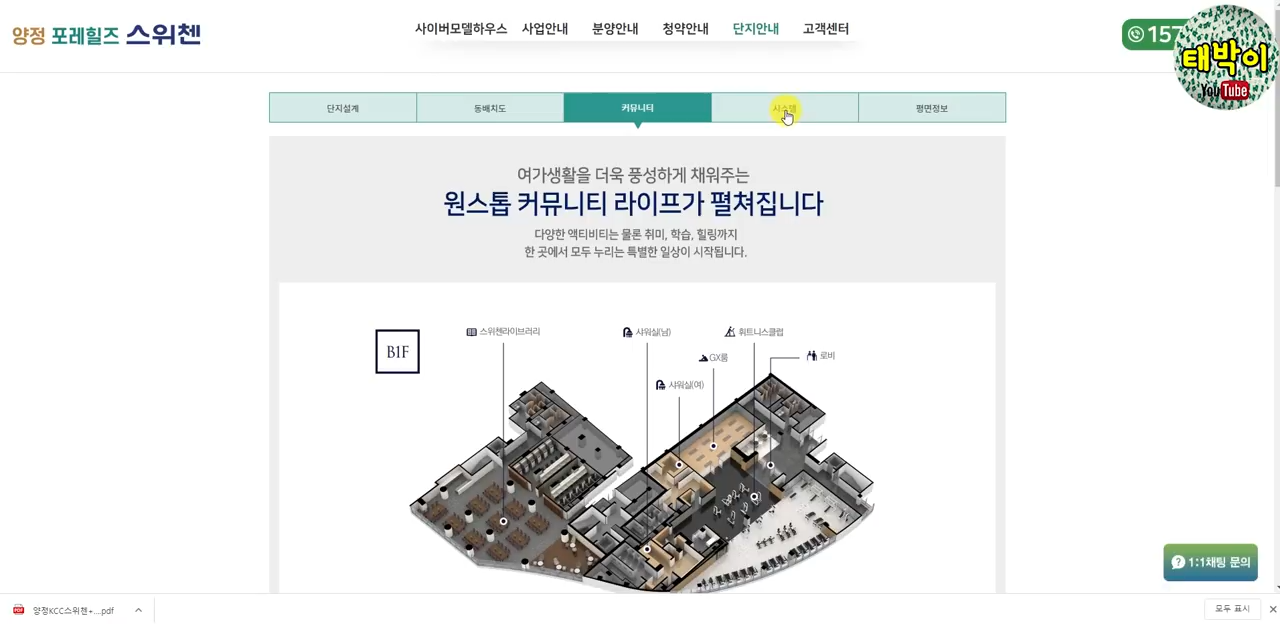 양정 포레힐즈 스위첸
사이버모델하우스 사업안내 분양안내 청약안내 단지안내 고객센터
157
태박이
YouTube
단지설계 동배치도 커뮤니티 시스템 평면정보
여가생활을 더욱 풍성하게 채워주는
원스톱 커뮤니티 라이프가 펼쳐집니다
다양한 액티비티는 물론 취미, 학습, 힐링까지
한 곳에서 모두 누리는 특별한 일상이 시작됩니다.
B1F
스위첸라이브러리
샤워실(남)
휘트니스클럽
GX룸
로비
샤워실(여)
1:1채팅 문의
양정KCC스위첸+....pdf
모두 표시